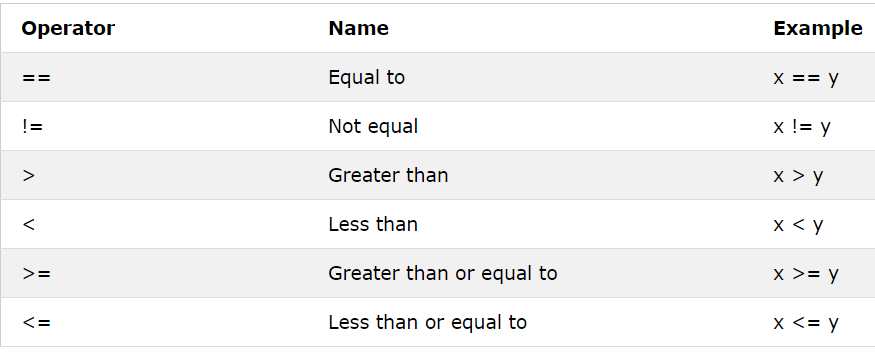 Operator Name Example
== Equal to x == y
!= Not equal x != y
> Greater than x > y
< Less than x < y
>= Greater than or equal to x >= y
<= Less than or equal to x <= y